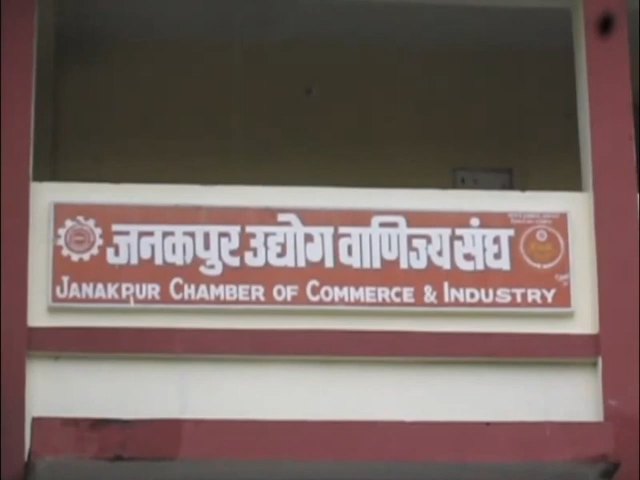 जनकपुर उद्योग वाणिज्य संघ
JANAKPUR CHAMBER OF COMMERCE & INDUSTRY